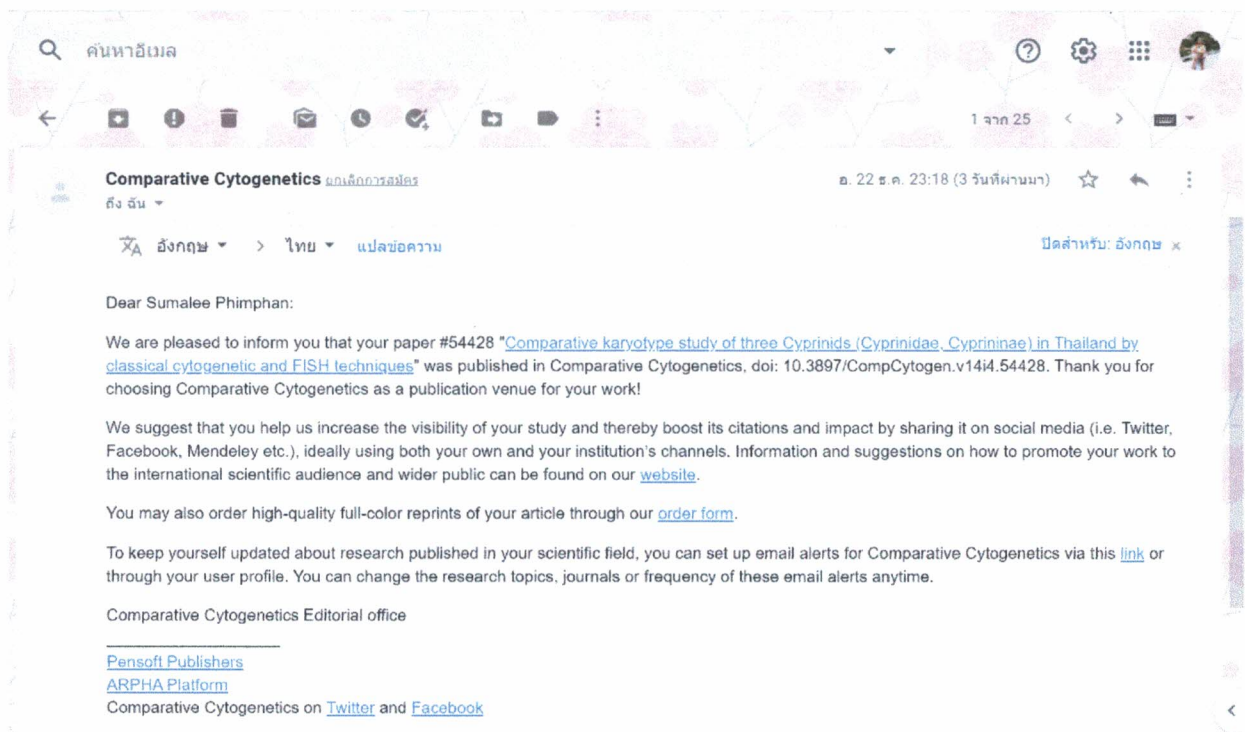 ค้นหาอีเมล
1 จาก 25
Comparative Cytogenetics ยกเลิกการสมัคร
อ. 22 ธ.ค. 23:18 (3 วันที่ผ่านมา)
ถึง ฉัน
อังกฤษ > ไทย แปลข้อความ
ปิดสำหรับ: อังกฤษ x
Dear Sumalee Phimphan:
We are pleased to inform you that your paper #54428 "Comparative karyotype study of three Cyprinids (Cyprinidae, Cyprininae) in Thailand by
classical cytogenetic and FISH techniques" was published in Comparative Cytogenetics, doi: 10.3897/CompCytogen.v14i4.54428. Thank you for
choosing Comparative Cytogenetics as a publication venue for your work!
We suggest that you help us increase the visibility of your study and thereby boost its citations and impact by sharing it on social media (i.e. Twitter,
Facebook, Mendeley etc.), ideally using both your own and your institution's channels. Information and suggestions on how to promote your work to
the international scientific audience and wider public can be found on our website.
You may also order high-quality full-color reprints of your article through our order form.
To keep yourself updated about research published in your scientific field, you can set up email alerts for Comparative Cytogenetics via this link or
through your user profile. You can change the research topics, journals or frequency of these email alerts anytime.
Comparative Cytogenetics Editorial office
Pensoft Publishers
ARPHA Platform
Comparative Cytogenetics on Twitter and Facebook